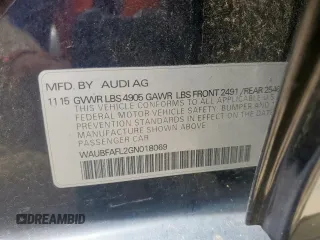 MFD. BY AUDI AG
11 15 GWWR LBS 4905 GAWR LBS FRONT 2491 /REAR
THIS VEHICLE CONFORMS TO ALL APPLICABLE U.S.
FEDERAL MOTOR VEHICLE SAFETY, BUMPER
AND THEFT PREVENTION STANDARDS IN EFFECT
ON THE DATE OF MANUFACTURE SHOWN ABOVE.
PASSENGER CAR
WAUBFAFL2GN018069
DREAMBID